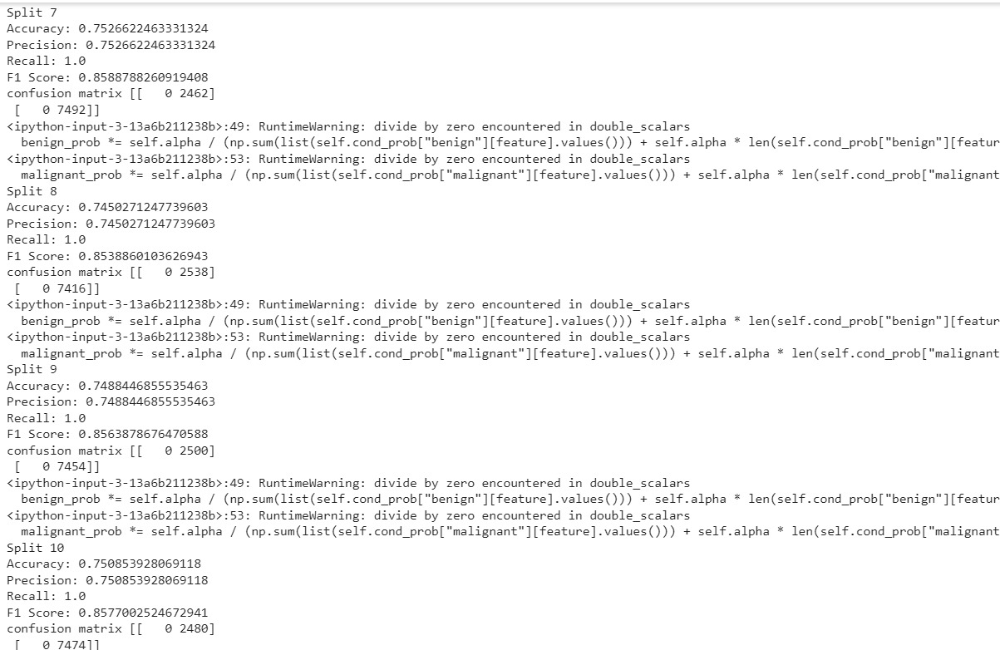 Split 7
Accuracy: 0.7526622463331324
Precision: 0.7526622463331324
Recall: 1.0
F1 Score: 0.8588788260919408
confusion matrix [[   0 2462]
 [   0 7492]]
<ipython-input-3-13a6b211238b>:49: RuntimeWarning: divide by zero encountered in double_scalars
  benign_prob *= self.alpha / (np.sum(list(self.cond_prob["benign"][feature].values())) + self.alpha * len(self.cond_prob["benign"][featur
<ipython-input-3-13a6b211238b>:53: RuntimeWarning: divide by zero encountered in double_scalars
  malignant_prob *= self.alpha / (np.sum(list(self.cond_prob["malignant"][feature].values())) + self.alpha * len(self.cond_prob["malignant
Split 8
Accuracy: 0.7450271247739603
Precision: 0.7450271247739603
Recall: 1.0
F1 Score: 0.8538860103626943
confusion matrix [[   0 2538]
 [   0 7416]]
<ipython-input-3-13a6b211238b>:49: RuntimeWarning: divide by zero encountered in double_scalars
  benign_prob *= self.alpha / (np.sum(list(self.cond_prob["benign"][feature].values())) + self.alpha * len(self.cond_prob["benign"][featur
<ipython-input-3-13a6b211238b>:53: RuntimeWarning: divide by zero encountered in double_scalars
  malignant_prob *= self.alpha / (np.sum(list(self.cond_prob["malignant"][feature].values())) + self.alpha * len(self.cond_prob["malignant
Split 9
Accuracy: 0.7488446855535463
Precision: 0.7488446855535463
Recall: 1.0
F1 Score: 0.8563878676470588
confusion matrix [[   0 2500]
 [   0 7454]]
<ipython-input-3-13a6b211238b>:49: RuntimeWarning: divide by zero encountered in double_scalars
  benign_prob *= self.alpha / (np.sum(list(self.cond_prob["benign"][feature].values())) + self.alpha * len(self.cond_prob["benign"][featur
<ipython-input-3-13a6b211238b>:53: RuntimeWarning: divide by zero encountered in double_scalars
  malignant_prob *= self.alpha / (np.sum(list(self.cond_prob["malignant"][feature].values())) + self.alpha * len(self.cond_prob["malignant
Split 10
Accuracy: 0.750853928069118
Precision: 0.750853928069118
Recall: 1.0
F1 Score: 0.8577002524672941
confusion matrix [[   0 2480]
 [   0 7474]]